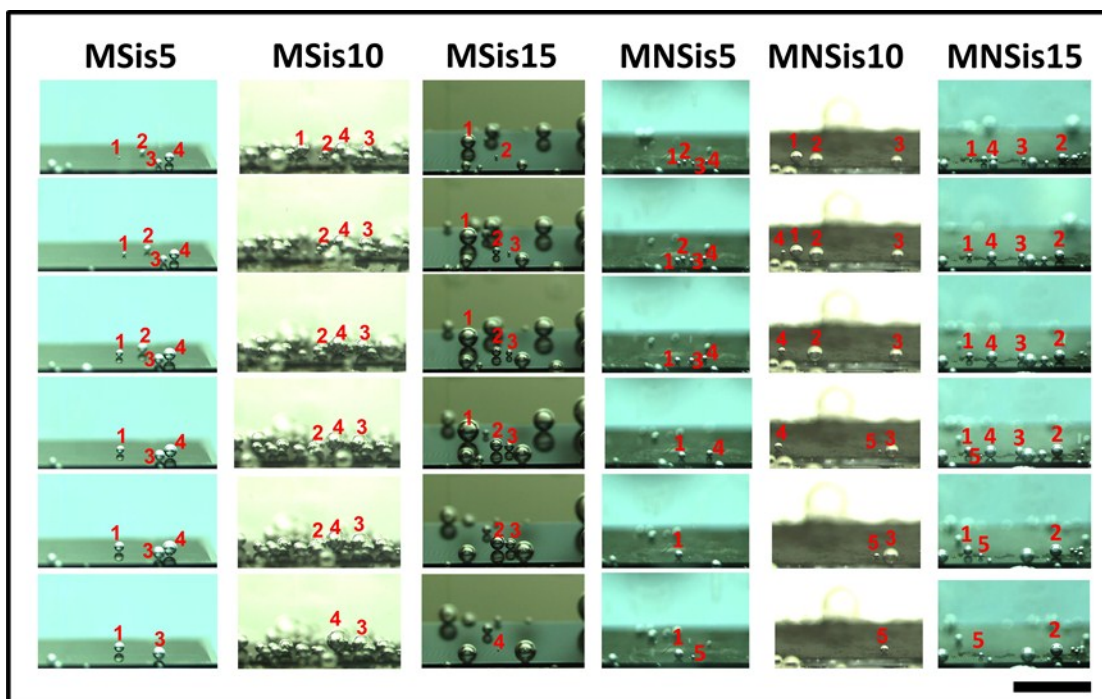 MSis5 MSis10 MSis15 MNSis5 MNSis10 MNSis15
1 2 3 4 1 2 4 3 1 2 1 2 3 4 1 2 3 1 4 3 2
1 2 3 4 2 4 3 1 2 3 1 2 3 4 4 1 2 3 1 4 3 2
1 2 3 4 2 4 3 1 2 3 1 3 4 4 2 3 1 4 3 2
1 3 4 2 4 3 1 2 3 1 4 4 5 3 1 5 4 3 2
1 3 4 2 4 3 2 3 1 5 3 1 5 2
1 3 4 3 4 1 5 5 5 2